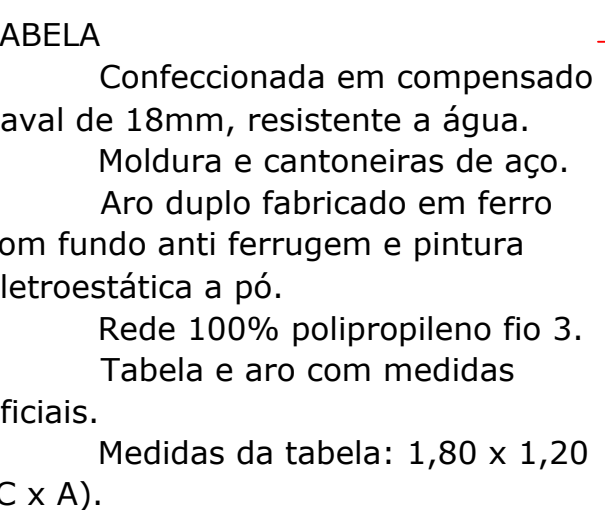 ABELA
Confeccionada em compensado
aval de 18mm, resistente a água.
Moldura e cantoneiras de aço.
Aro duplo fabricado em ferro
om fundo anti ferrugem e pintura
letroestática a pó.
Rede 100% polipropileno fio 3.
Tabela e aro com medidas
ficiais.
Medidas da tabela: 1,80 x 1,20
C x A).